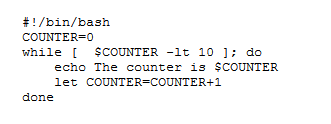 #!/bin/bash
COUNTER=0
while [  $COUNTER -lt 10 ]; do
    echo The counter is $COUNTER
    let COUNTER=COUNTER+1
done